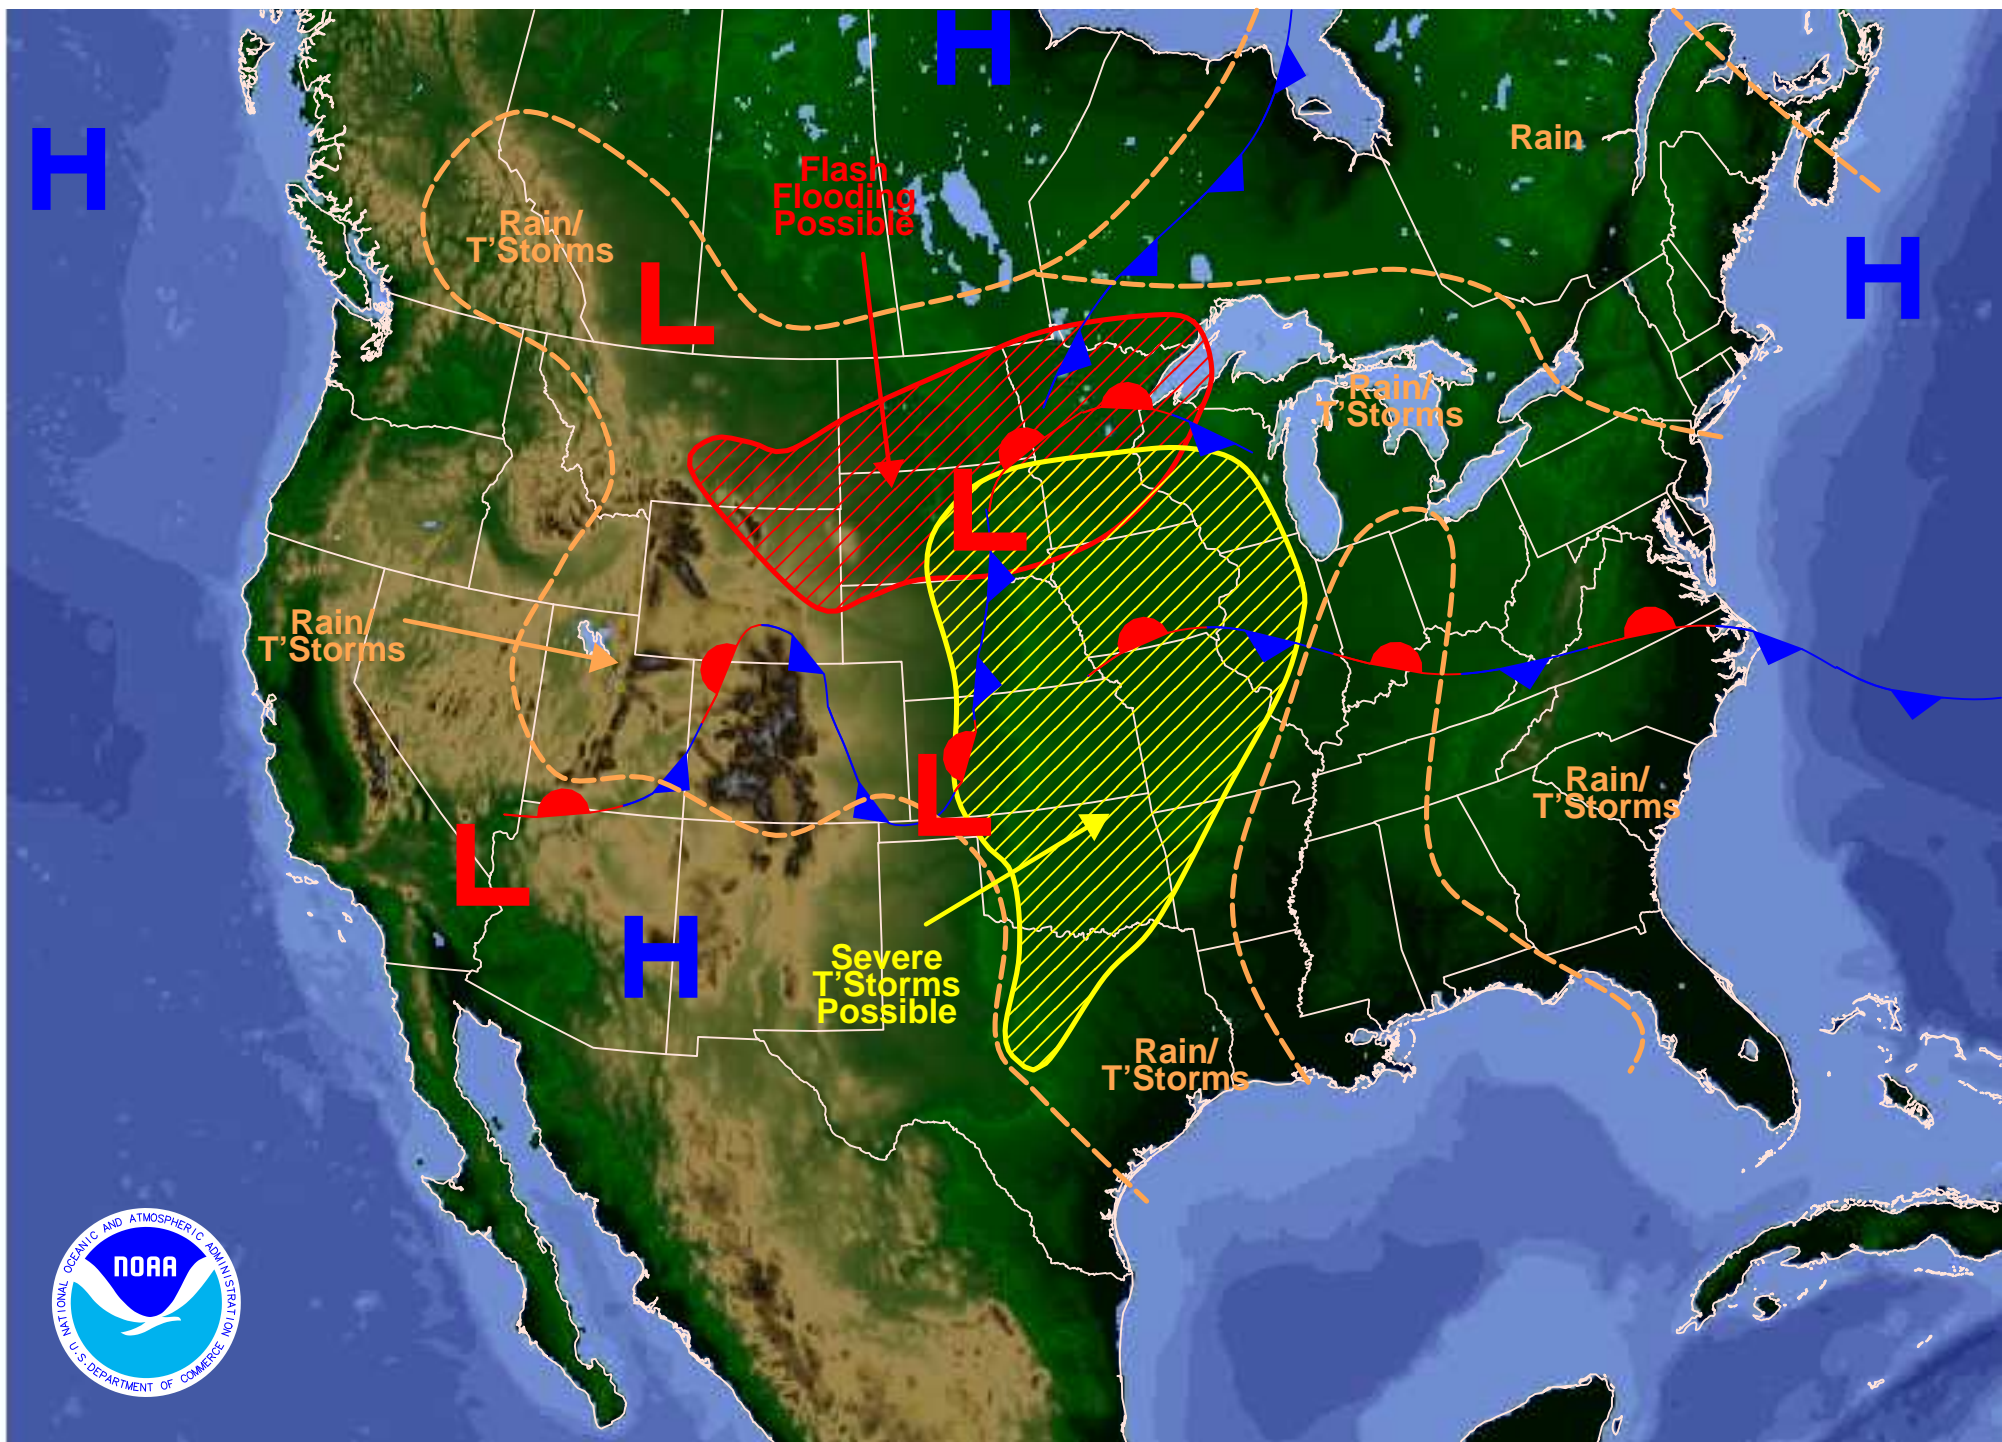 H
H
Rain
Flash
Flooding
Possible
Rain/
T'Storms
H
L
Rain/
T'Storms
L
Rain/
T'Storms
L
Rain/
T'Storms
L
H
Severe
T'Storms
Possible
Rain/
T'Storms
NATIONAL OCEANIC AND ATMOSPHERIC ADMINISTRATION
NOAA
U.S. DEPARTMENT OF COMMERCE